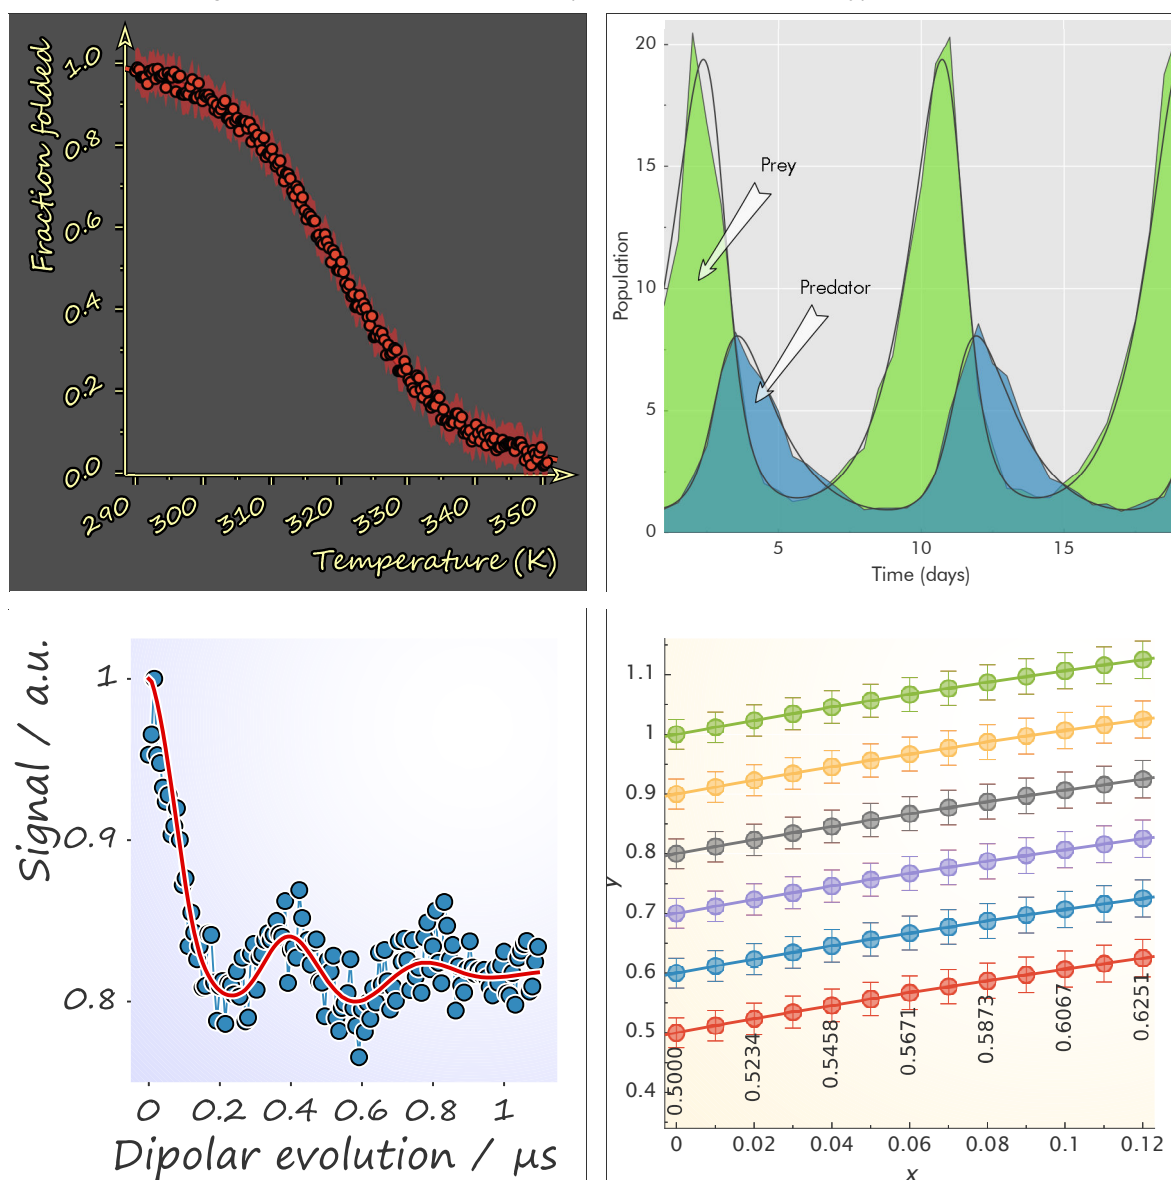 Fraction folded
1.0
0.8
0.6
0.4
0.2
0.0
290 300 310 320 330 340 350
Temperature (K)
Population
20
15
10
5
0
Prey
Predator
5 10 15
Time (days)
Signal / a.u.
1
0.9
0.8
0 0.2 0.4 0.6 0.8 1
Dipolar evolution / μs
y
1.1
1
0.9
0.8
0.7
0.6
0.5
0.4
0.5000
0.5234
0.5458
0.5671
0.5873
0.6067
0.6251
0 0.02 0.04 0.06 0.08 0.1 0.12
x